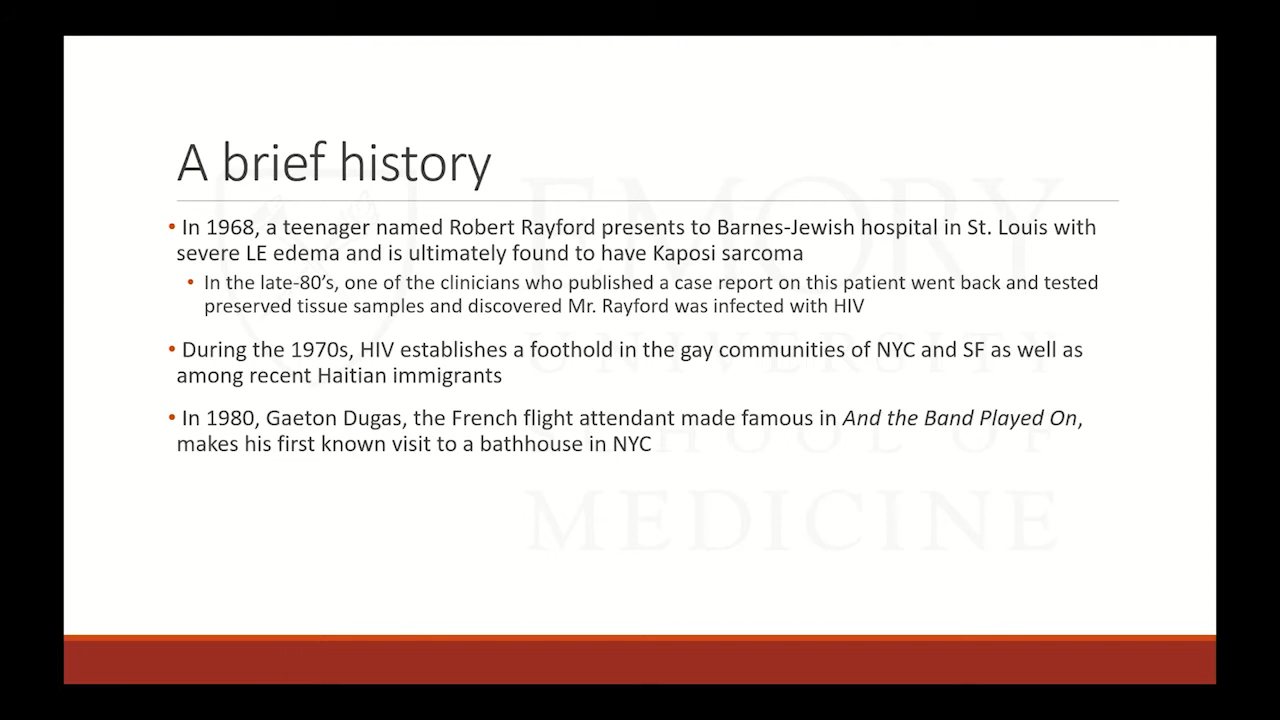 A brief history
• In 1968, a teenager named Robert Rayford presents to Barnes-Jewish hospital in St. Louis with
severe LE edema and is ultimately found to have Kaposi sarcoma
• In the late-80's, one of the clinicians who published a case report on this patient went back and tested
preserved tissue samples and discovered Mr. Rayford was infected with HIV
• During the 1970s, HIV establishes a foothold in the gay communities of NYC and SF as well as
among recent Haitian immigrants
• In 1980, Gaeton Dugas, the French flight attendant made famous in And the Band Played On,
makes his first known visit to a bathhouse in NYC
EMORY
UNIVERSITY
SCHOOL OF
MEDICINE